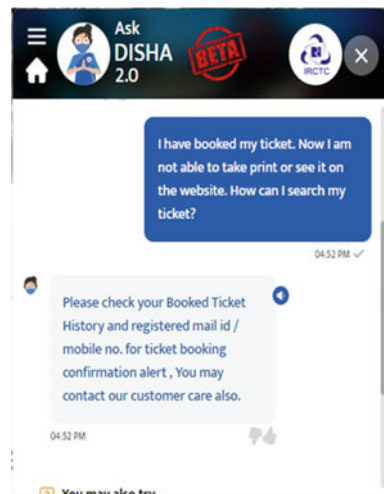 Ask
DISHA
2.0
BETA
IRCTC
I have booked my ticket. Now I am
not able to take print or see it on
the website. How can I search my
ticket?
04:52 PM
Please check your Booked Ticket
History and registered mail id /
mobile no. for ticket booking
confirmation alert , You may
contact our customer care also.
04:52 PM
You may also try